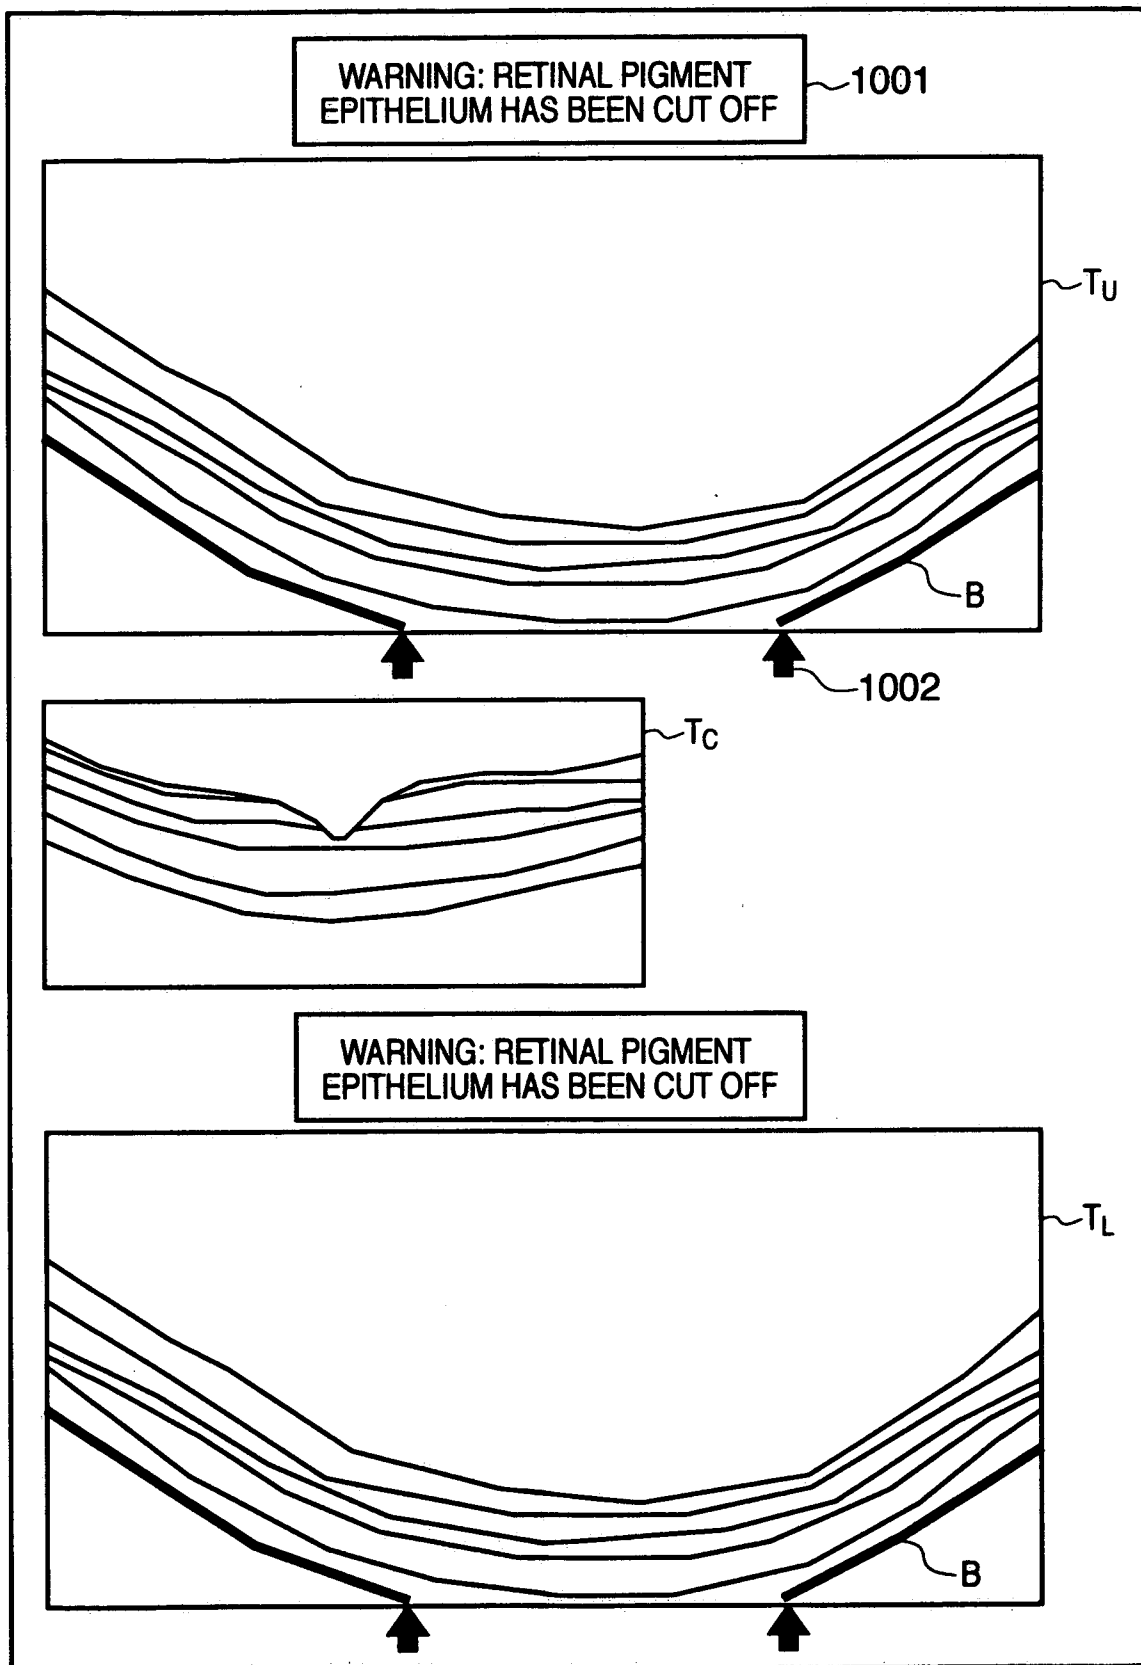 WARNING: RETINAL PIGMENT
EPITHELIUM HAS BEEN CUT OFF
1001
TU
B
1002
TC
WARNING: RETINAL PIGMENT
EPITHELIUM HAS BEEN CUT OFF
TL
B